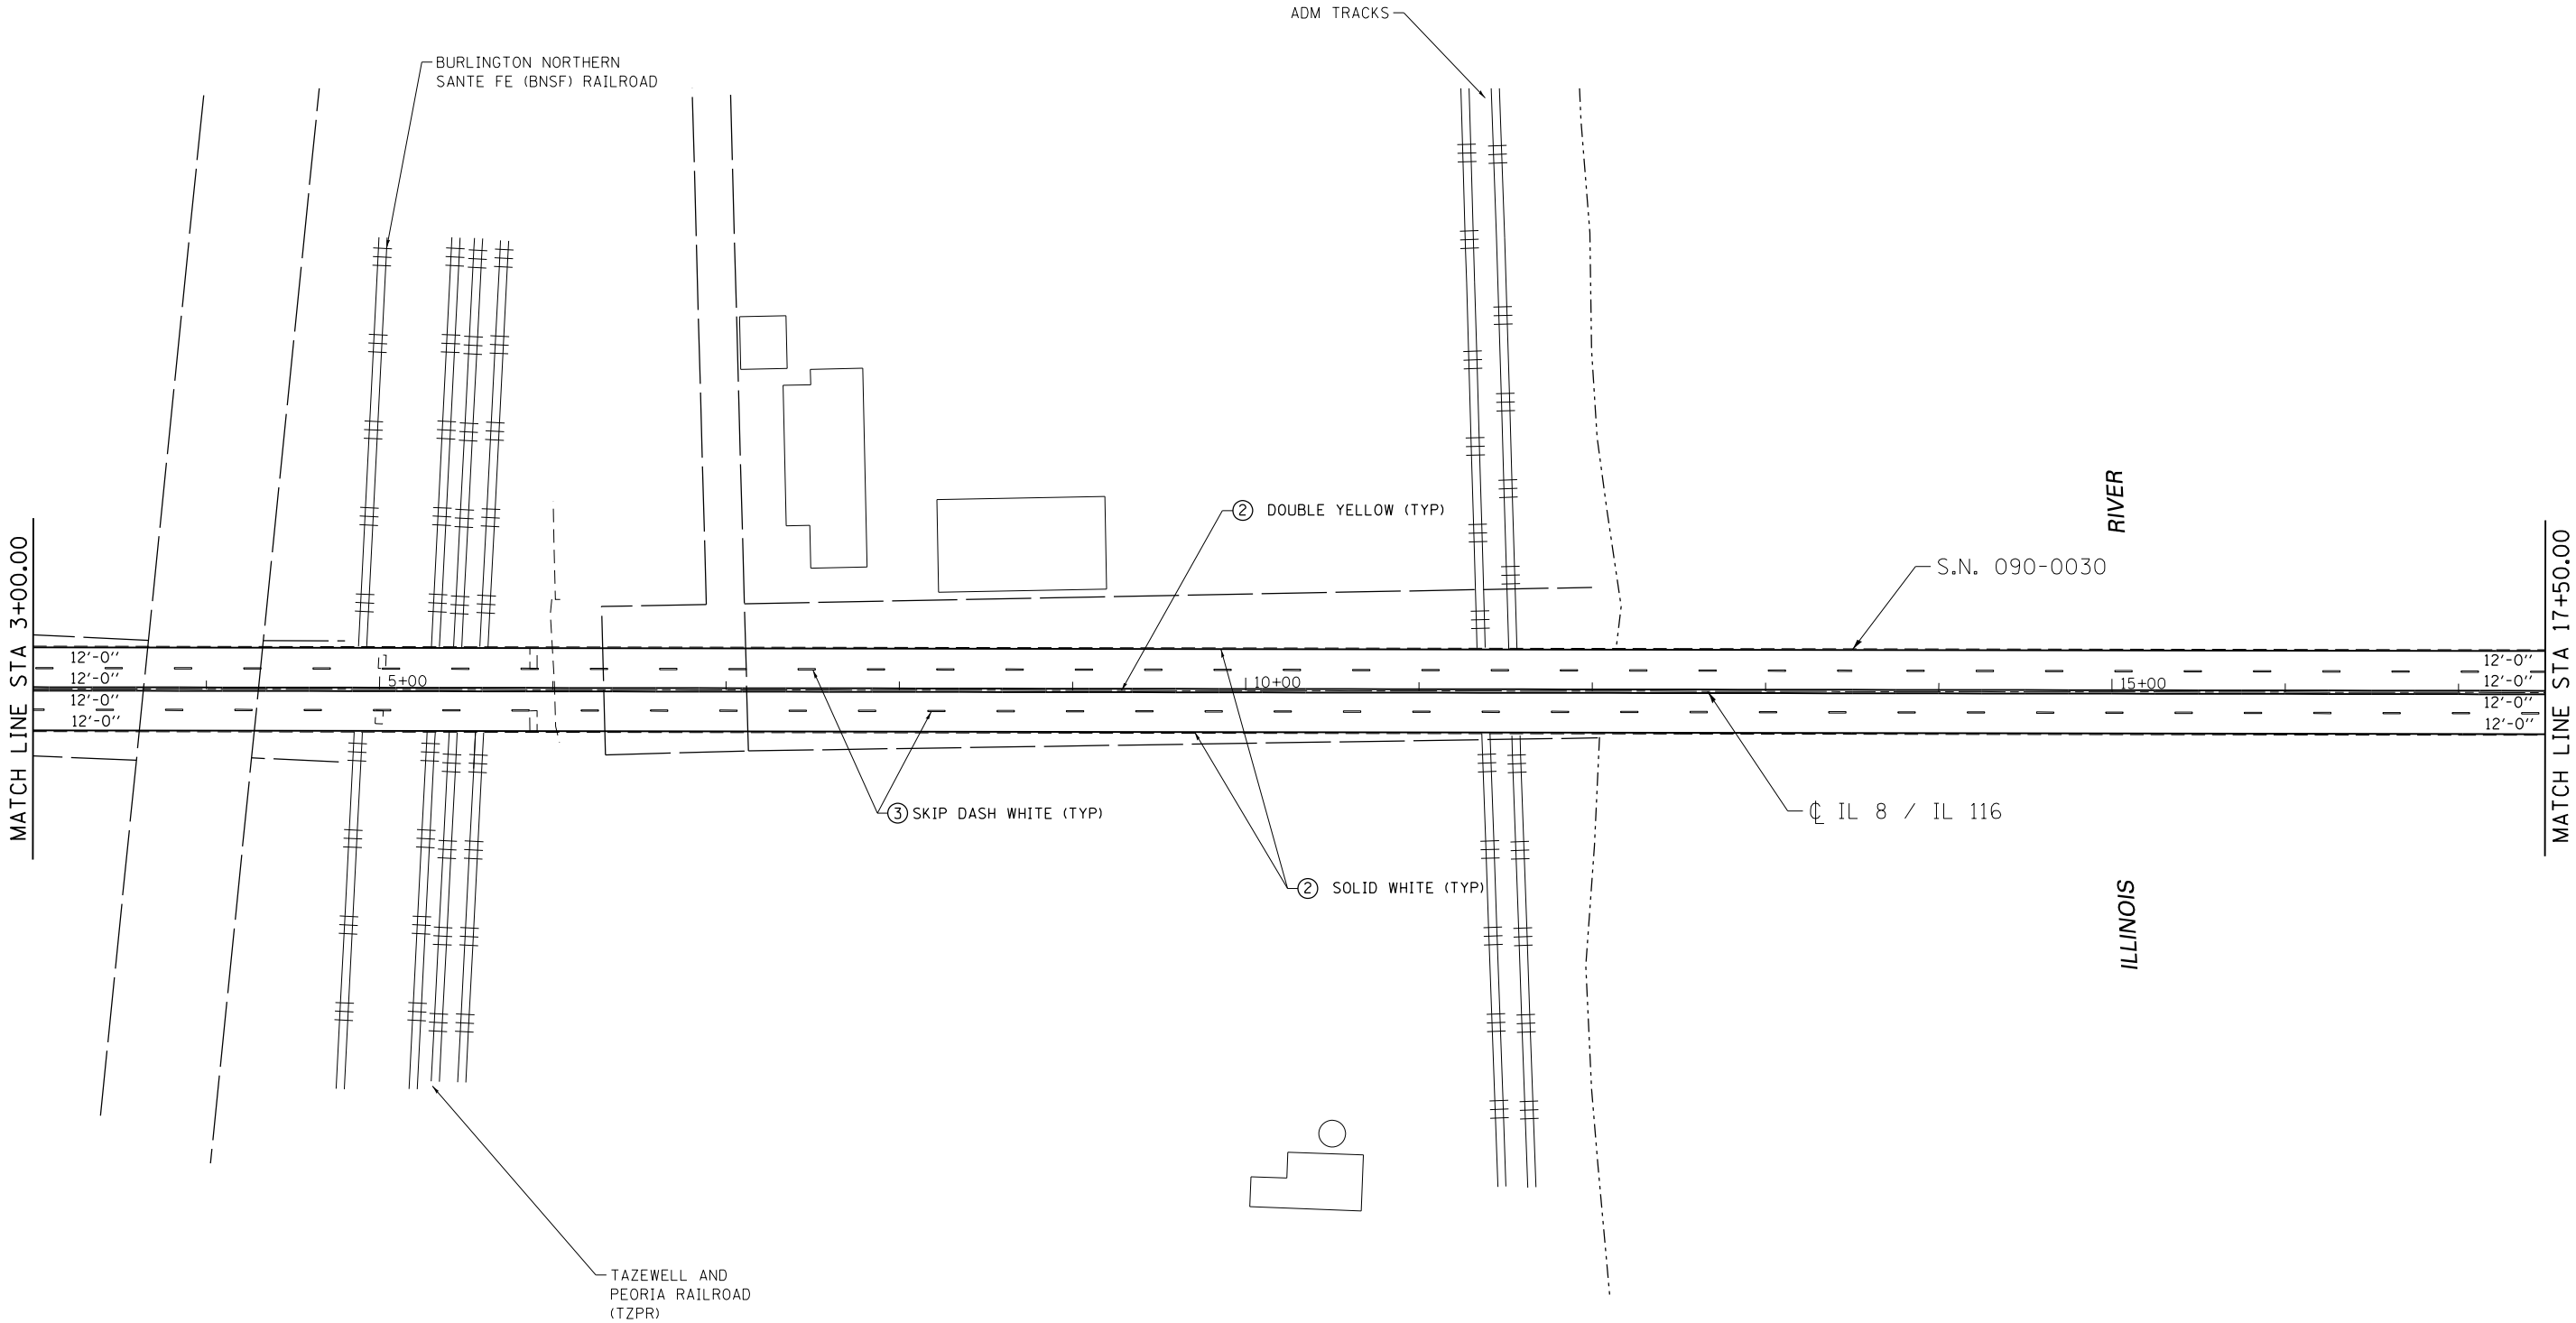 ADM TRACKS
BURLINGTON NORTHERN
SANTE FE (BNSF) RAILROAD
RIVER
2 DOUBLE YELLOW (TYP)
S.N. 090-0030
MATCH LINE STA 3+00.00
MATCH LINE STA 17+50.00
12'-0"
12'-0"
12'-0"
12'-0"
5+00
10+00
15+00
12'-0"
12'-0"
12'-0"
12'-0"
3 SKIP DASH WHITE (TYP)
℄ IL 8 / IL 116
2 SOLID WHITE (TYP)
ILLINOIS
TAZEWELL AND
PEORIA RAILROAD
(TZPR)